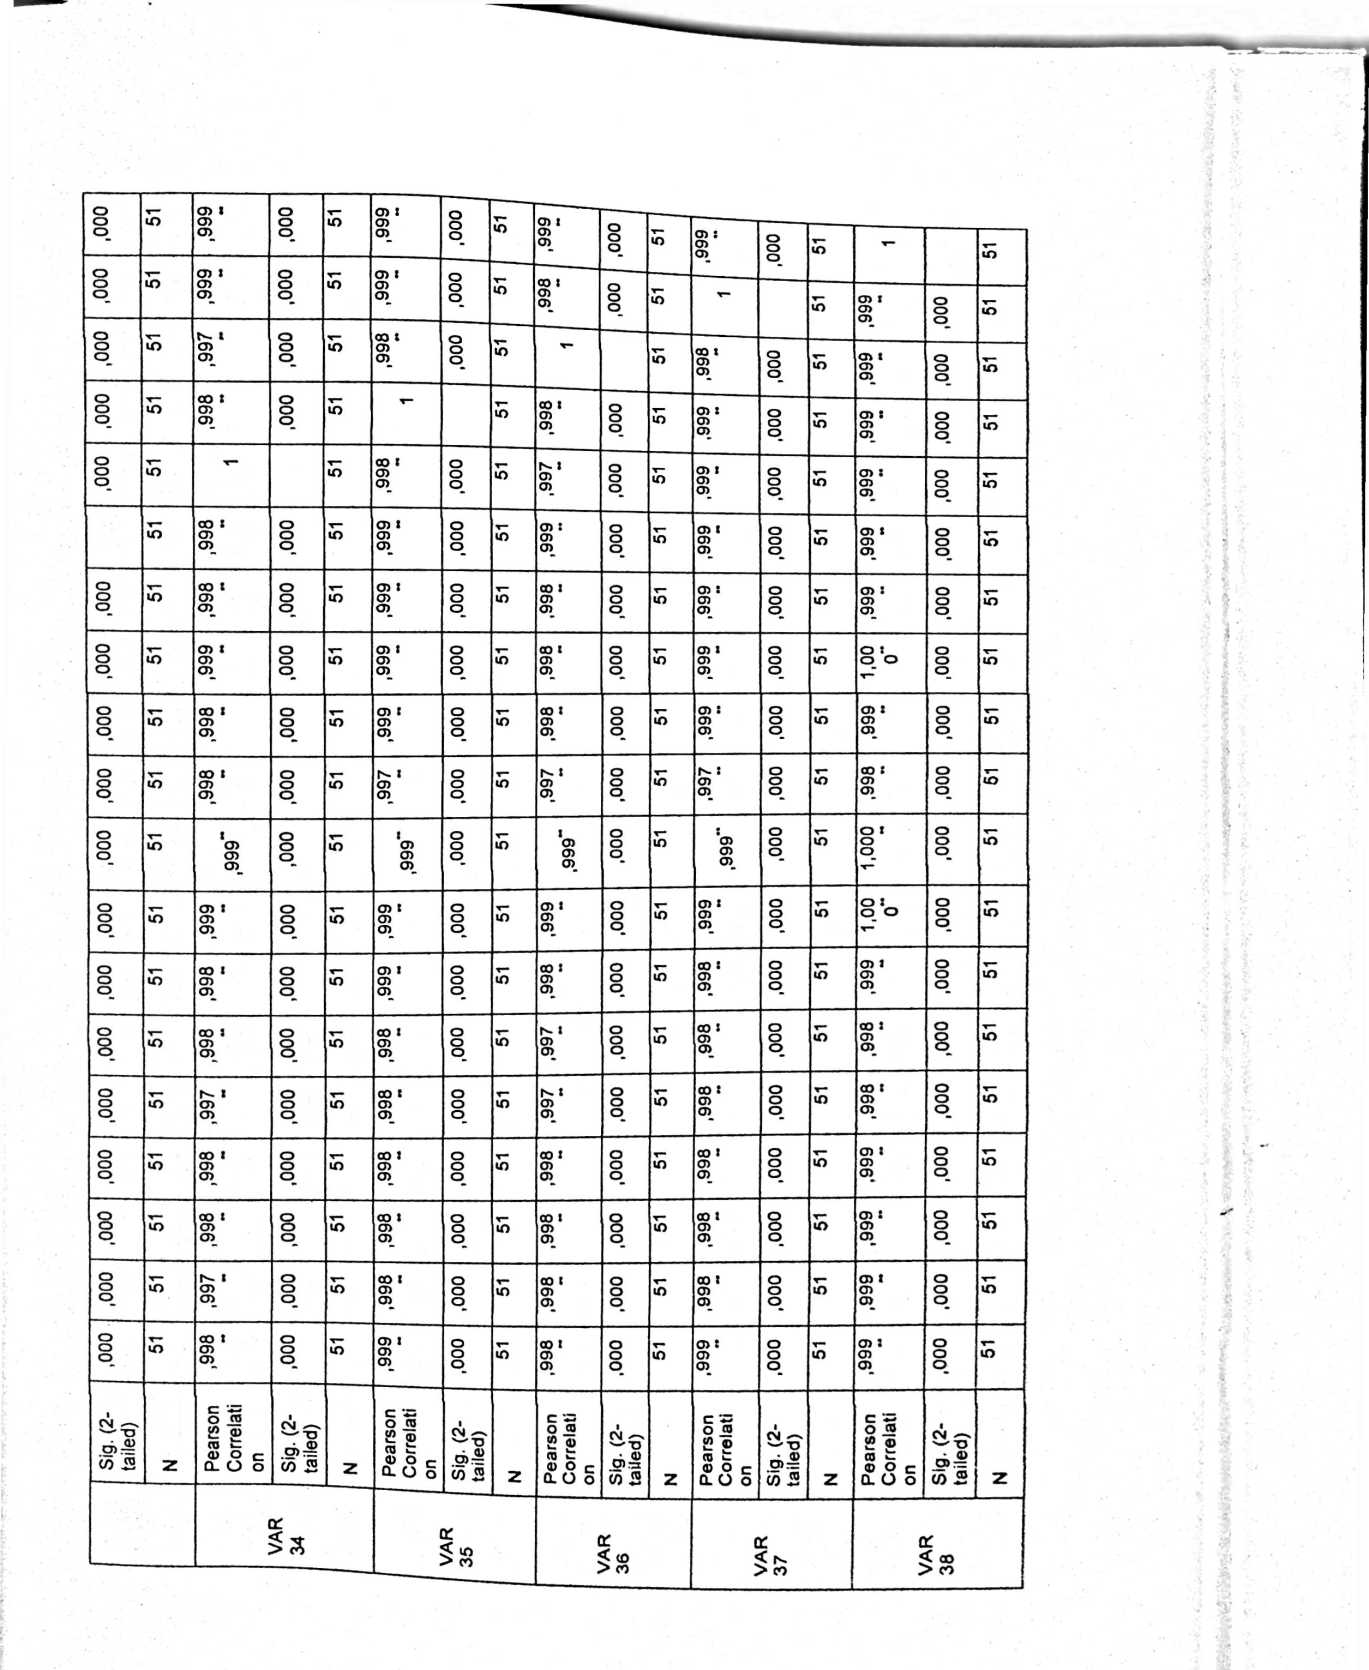 Sig. (2-tailed) ,000 ,000 ,000 ,000 ,000 ,000 ,000 ,000 ,000 ,000 ,000 ,000 ,000 ,000 ,000 ,000 ,000 ,000
N 51 51 51 51 51 51 51 51 51 51 51 51 51 51 51 51 51 51 51
VAR 34 Pearson Correlation ,998** ,997** ,998** ,998** ,997** ,998** ,998** ,999** ,999** ,998** ,998** ,999** ,998** ,998** 1 ,998** ,997** ,999** ,999**
Sig. (2-tailed) ,000 ,000 ,000 ,000 ,000 ,000 ,000 ,000 ,000 ,000 ,000 ,000 ,000 ,000 ,000 ,000 ,000 ,000
N 51 51 51 51 51 51 51 51 51 51 51 51 51 51 51 51 51 51 51
VAR 35 Pearson Correlation ,999** ,998** ,998** ,998** ,998** ,998** ,999** ,999** ,999** ,997** ,999** ,999** ,999** ,999** ,998** 1 ,998** ,999** ,999**
Sig. (2-tailed) ,000 ,000 ,000 ,000 ,000 ,000 ,000 ,000 ,000 ,000 ,000 ,000 ,000 ,000 ,000 ,000 ,000 ,000
N 51 51 51 51 51 51 51 51 51 51 51 51 51 51 51 51 51 51 51
VAR 36 Pearson Correlation ,998** ,998** ,998** ,998** ,997** ,997** ,998** ,999** ,999** ,997** ,998** ,998** ,998** ,999** ,997** ,998** 1 ,998** ,999**
Sig. (2-tailed) ,000 ,000 ,000 ,000 ,000 ,000 ,000 ,000 ,000 ,000 ,000 ,000 ,000 ,000 ,000 ,000 ,000 ,000
N 51 51 51 51 51 51 51 51 51 51 51 51 51 51 51 51 51 51 51
VAR 37 Pearson Correlation ,999** ,998** ,998** ,998** ,998** ,998** ,998** ,999** ,999** ,997** ,999** ,999** ,999** ,999** ,999** ,999** ,998** 1 ,999**
Sig. (2-tailed) ,000 ,000 ,000 ,000 ,000 ,000 ,000 ,000 ,000 ,000 ,000 ,000 ,000 ,000 ,000 ,000 ,000 ,000
N 51 51 51 51 51 51 51 51 51 51 51 51 51 51 51 51 51 51 51
VAR 38 Pearson Correlation ,999** ,999** ,999** ,999** ,998** ,998** ,999** 1,000** 1,000** ,998** ,999** 1,000** ,999** ,999** ,999** ,999** ,999** ,999** 1
Sig. (2-tailed) ,000 ,000 ,000 ,000 ,000 ,000 ,000 ,000 ,000 ,000 ,000 ,000 ,000 ,000 ,000 ,000 ,000 ,000
N 51 51 51 51 51 51 51 51 51 51 51 51 51 51 51 51 51 51 51